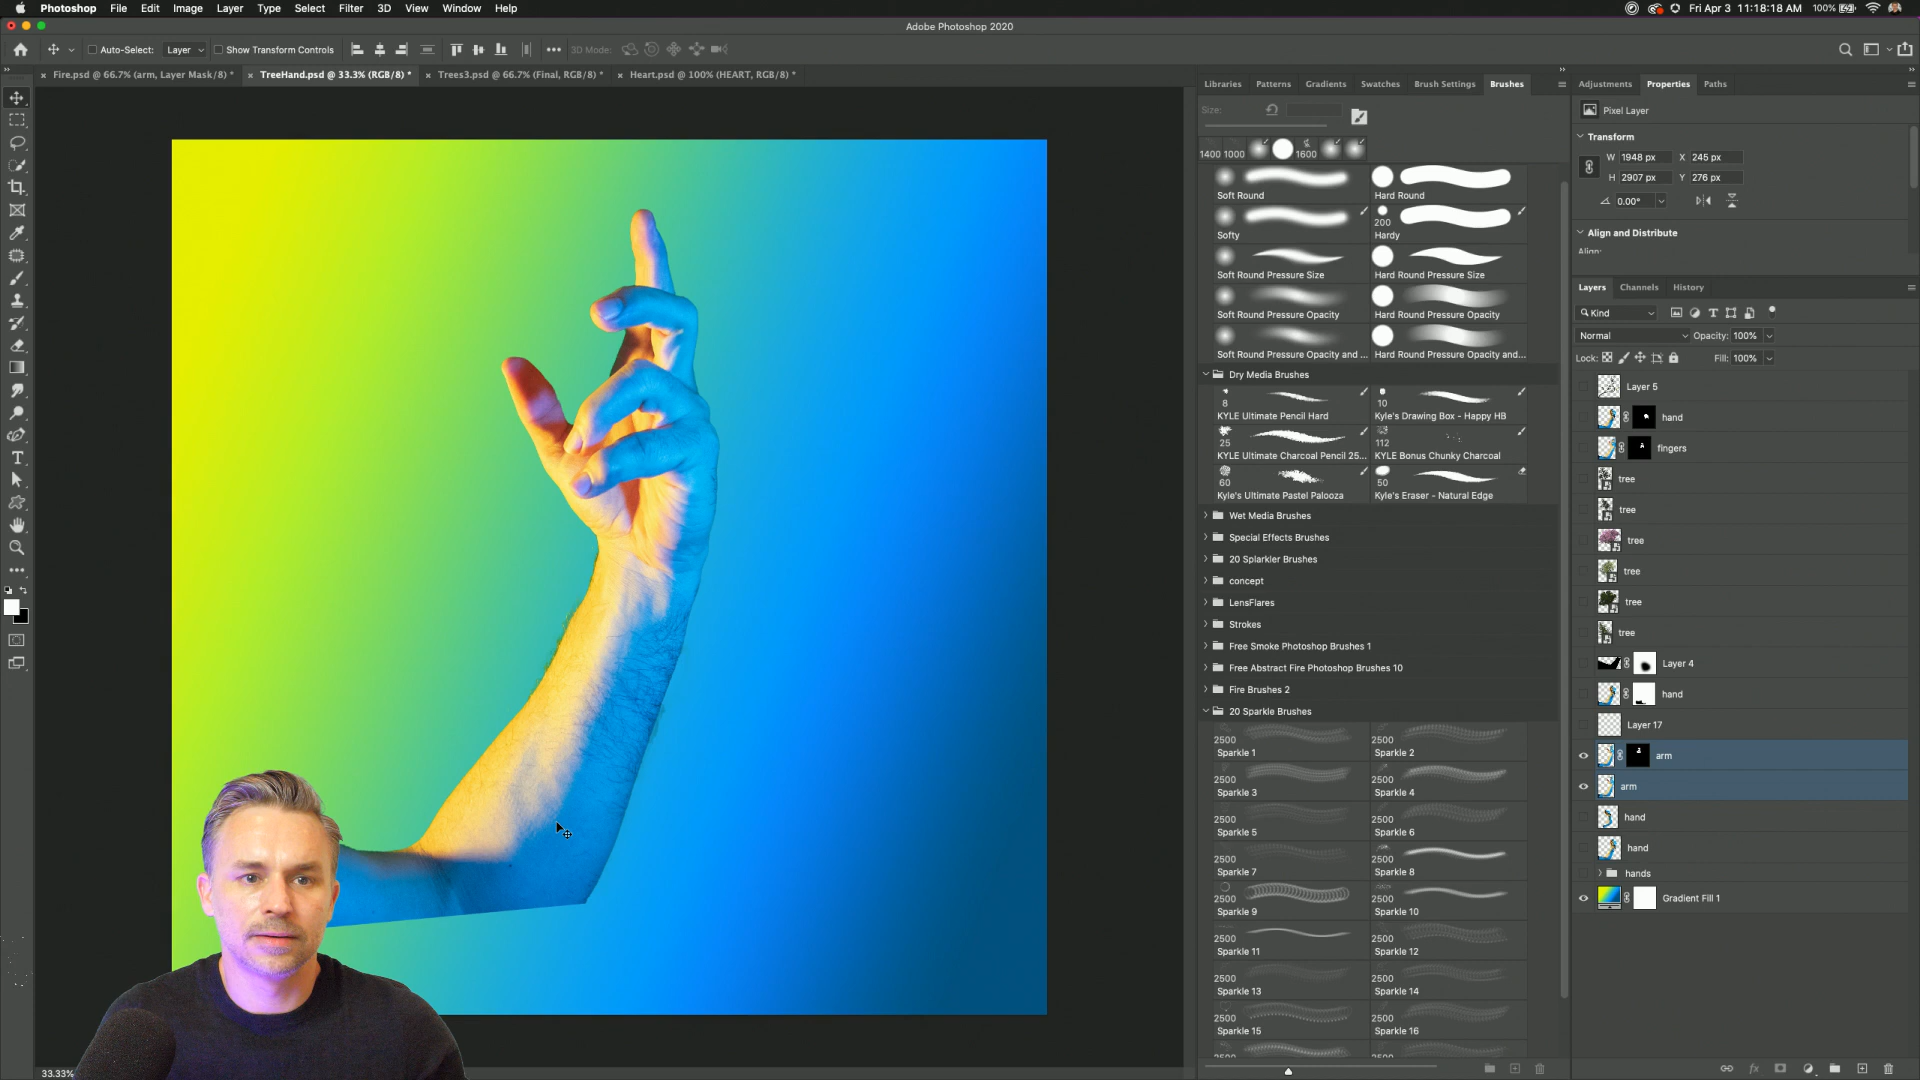 Photoshop File Edit Image Layer Type Select Filter 3D View Window Help Fri Apr 3 11:18:18 AM 100%
Adobe Photoshop 2020
Auto-Select: Layer Show Transform Controls 3D Mode:
Fire.psd @ 66.7% (arm, Layer Mask/8) * TreeHand.psd @ 33.3% (RGB/8) * Trees3.psd @ 66.7% (Final, RGB/8) * Heart.psd @ 100% (HEART, RGB/8) *
Libraries Patterns Gradients Swatches Brush Settings Brushes
Size:
1400 1000 1600
Soft Round Hard Round
200
Softy Hardy
Soft Round Pressure Size Hard Round Pressure Size
Soft Round Pressure Opacity Hard Round Pressure Opacity
Soft Round Pressure Opacity and ... Hard Round Pressure Opacity and...
Dry Media Brushes
8 10
KYLE Ultimate Pencil Hard Kyle's Drawing Box - Happy HB
25 112
KYLE Ultimate Charcoal Pencil 25... KYLE Bonus Chunky Charcoal
60 50
Kyle's Ultimate Pastel Palooza Kyle's Eraser - Natural Edge
Wet Media Brushes
Special Effects Brushes
20 Splarkler Brushes
concept
LensFlares
Strokes
Free Smoke Photoshop Brushes 1
Free Abstract Fire Photoshop Brushes 10
Fire Brushes 2
20 Sparkle Brushes
2500 2500
Sparkle 1 Sparkle 2
2500 2500
Sparkle 3 Sparkle 4
2500 2500
Sparkle 5 Sparkle 6
2500 2500
Sparkle 7 Sparkle 8
2500 2500
Sparkle 9 Sparkle 10
2500 2500
Sparkle 11 Sparkle 12
2500 2500
Sparkle 13 Sparkle 14
2500 2500
Sparkle 15 Sparkle 16
2500 2500
Adjustments Properties Paths
Pixel Layer
Transform
W 1948 px X 245 px
H 2907 px Y 276 px
0.00°
Align and Distribute
Align:
Layers Channels History
Kind
Normal Opacity: 100%
Lock: Fill: 100%
Layer 5
hand
fingers
tree
tree
tree
tree
tree
tree
Layer 4
hand
Layer 17
arm
arm
hand
hand
hands
Gradient Fill 1
33.33%